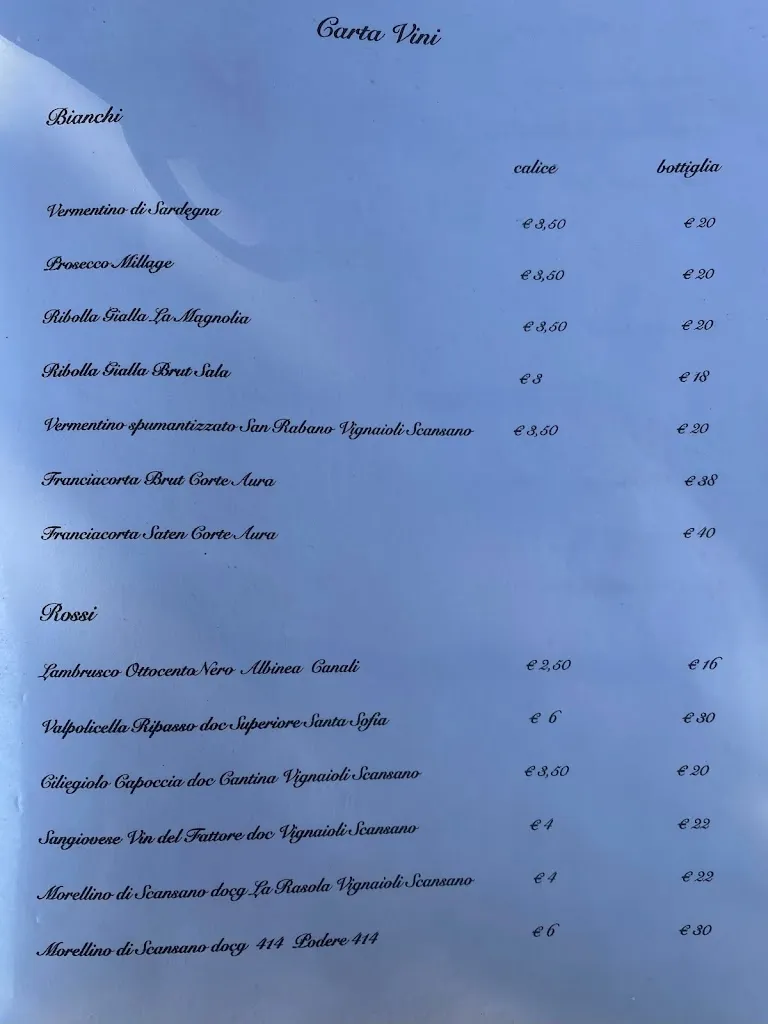 Carta Vini
Bianchi
calice bottiglia
Vermentino di Sardegna € 3,50 € 20
Prosecco Millage € 3,50 € 20
Ribolla Gialla La Magnolia € 3,50 € 20
Ribolla Gialla Brut Sala € 3 € 18
Vermentino spumantizzato San Rabano Vignaioli Scansano € 3,50 € 20
Franciacorta Brut Corte Aura € 38
Franciacorta Saten Corte Aura € 40
Rossi
Lambrusco Ottocento Nero Albinea Canali € 2,50 € 16
Valpolicella Ripasso doc Superiore Santa Sofia € 6 € 30
Ciliegiolo Capoccia doc Cantina Vignaioli Scansano € 3,50 € 20
Sangiovese Vin del Fattore doc Vignaioli Scansano € 4 € 22
Morellino di Scansano docg La Rasola Vignaioli Scansano € 4 € 22
Morellino di Scansano docg 414 Podere 414 € 6 € 30